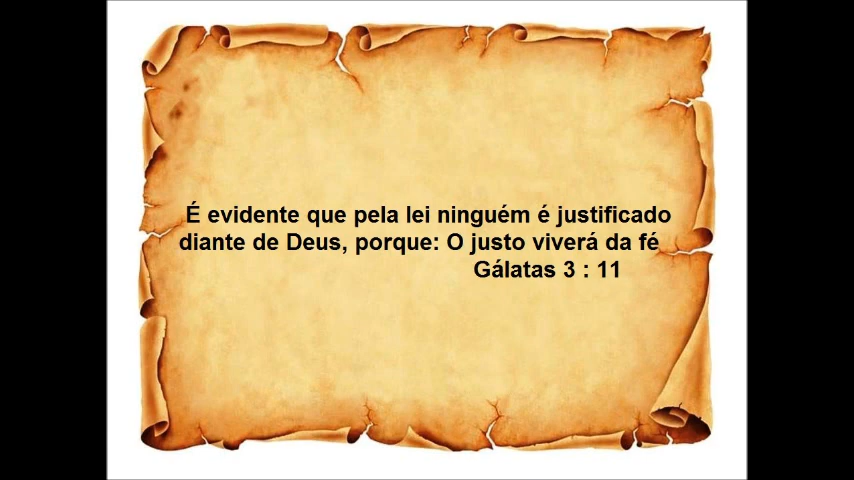 É evidente que pela lei ninguém é justificado
diante de Deus, porque: O justo viverá da fé
Gálatas 3 : 11